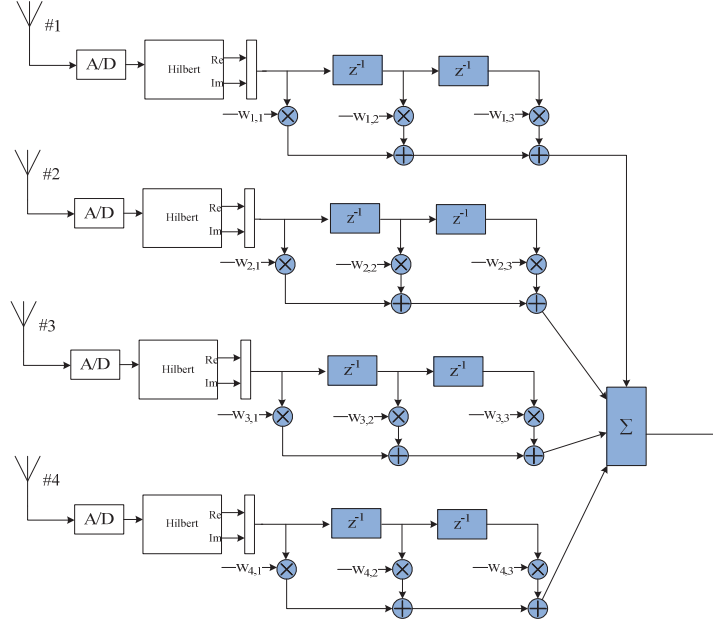 #1
A/D
Hilbert
Re
Im
z-1
z-1
W1,1
W1,2
W1,3
#2
A/D
Hilbert
Re
Im
z-1
z-1
W2,1
W2,2
W2,3
#3
A/D
Hilbert
Re
Im
z-1
z-1
W3,1
W3,2
W3,3
Σ
#4
A/D
Hilbert
Re
Im
z-1
z-1
W4,1
W4,2
W4,3